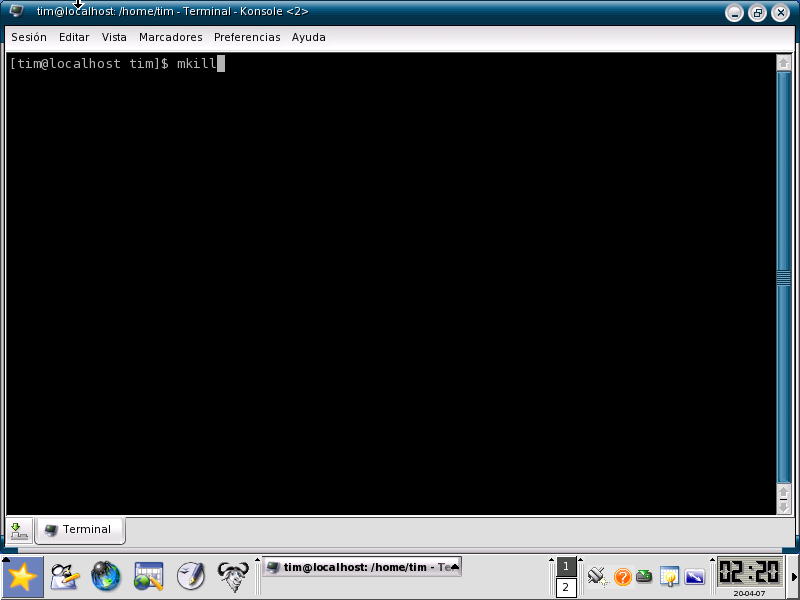 tim@localhost: /home/tim - Terminal - Konsole <2>
Sesión Editar Vista Marcadores Preferencias Ayuda
[tim@localhost tim]$ mkill
Terminal
tim@localhost: /home/tim - Te
1
2
02:20
20-04-07